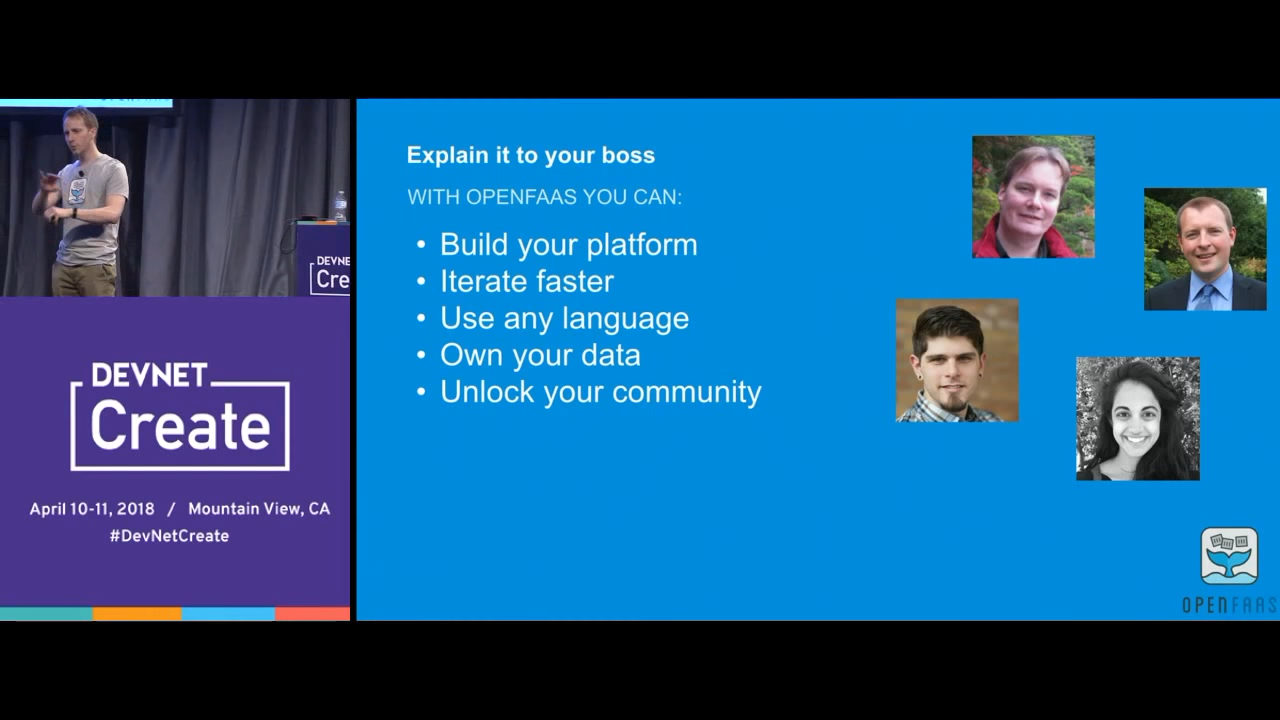 DEVNET
Cre
DEVNET
Create
April 10-11, 2018 / Mountain View, CA
#DevNetCreate
Explain it to your boss
WITH OPENFAAS YOU CAN:
• Build your platform
• Iterate faster
• Use any language
• Own your data
• Unlock your community
OPENFAAS